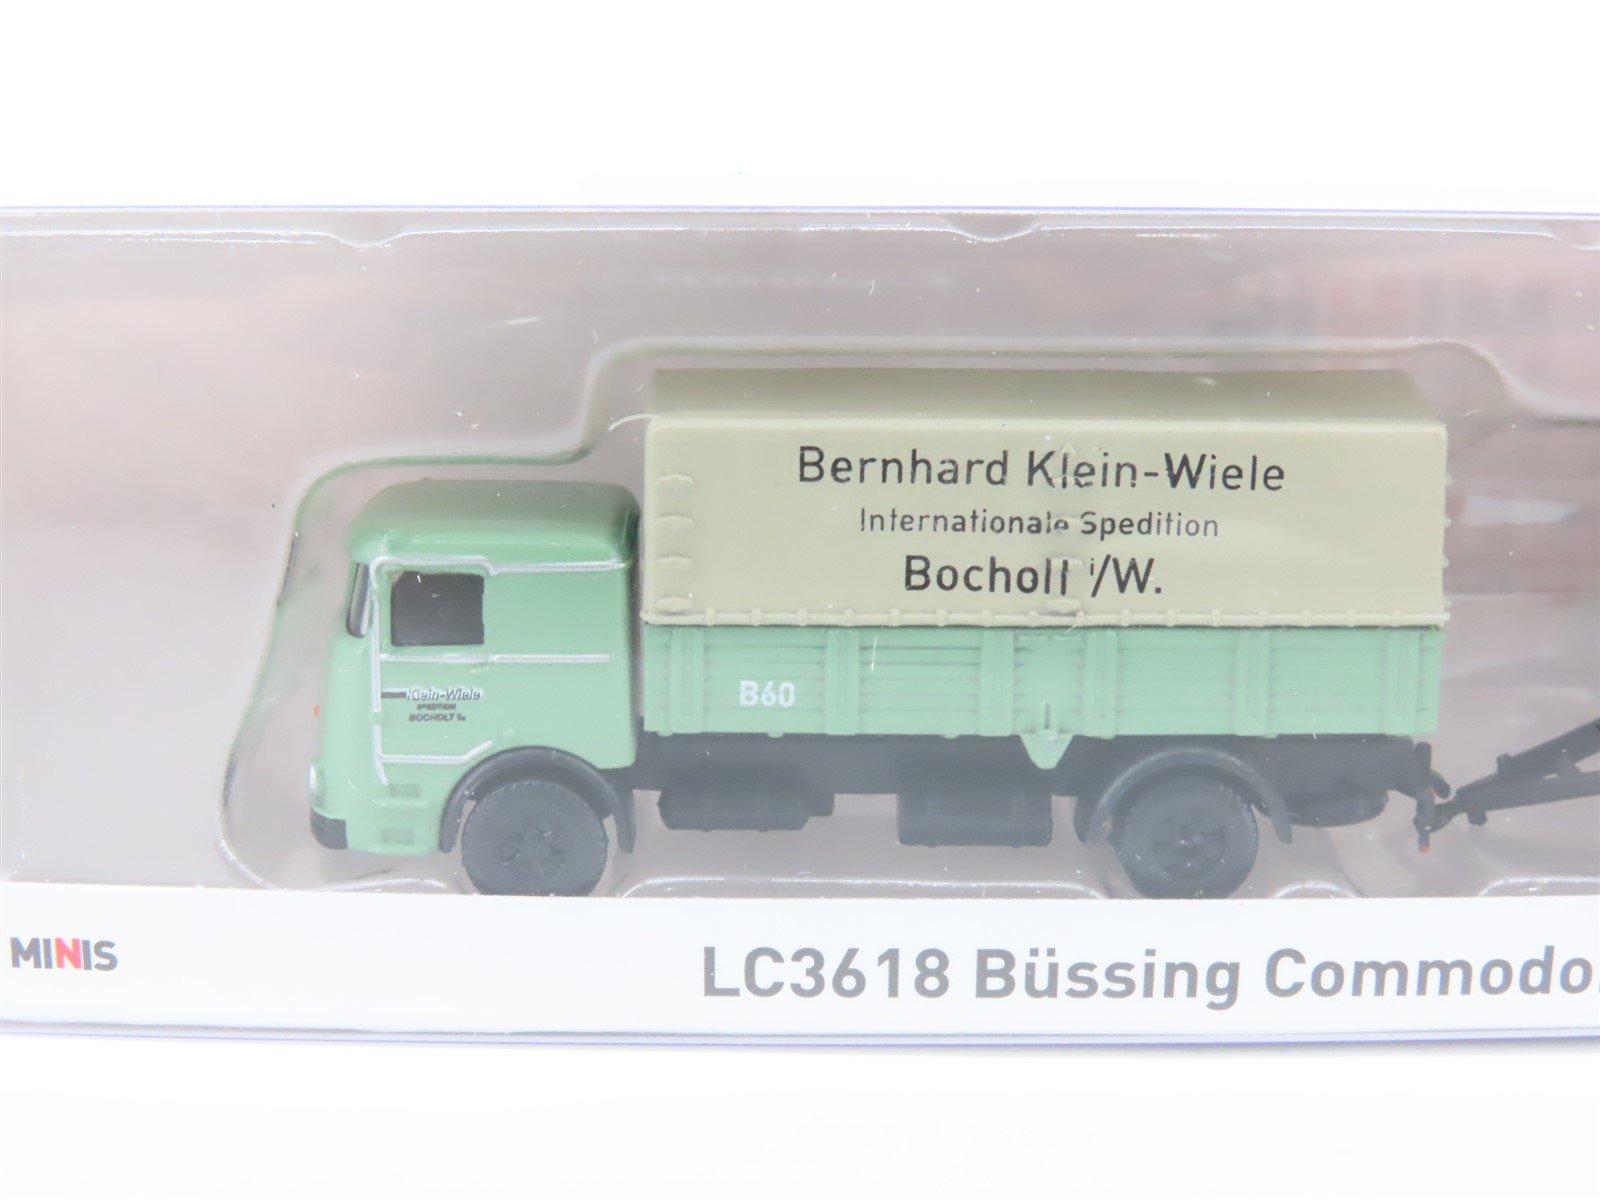 Bernhard Klein-Wiele
Internationale Spedition
Bocholt i/W.
B60
Klein-Wiele
SPEDITION
BOCHOLT i/W.
MINIS
LC3618 Büssing Commodo